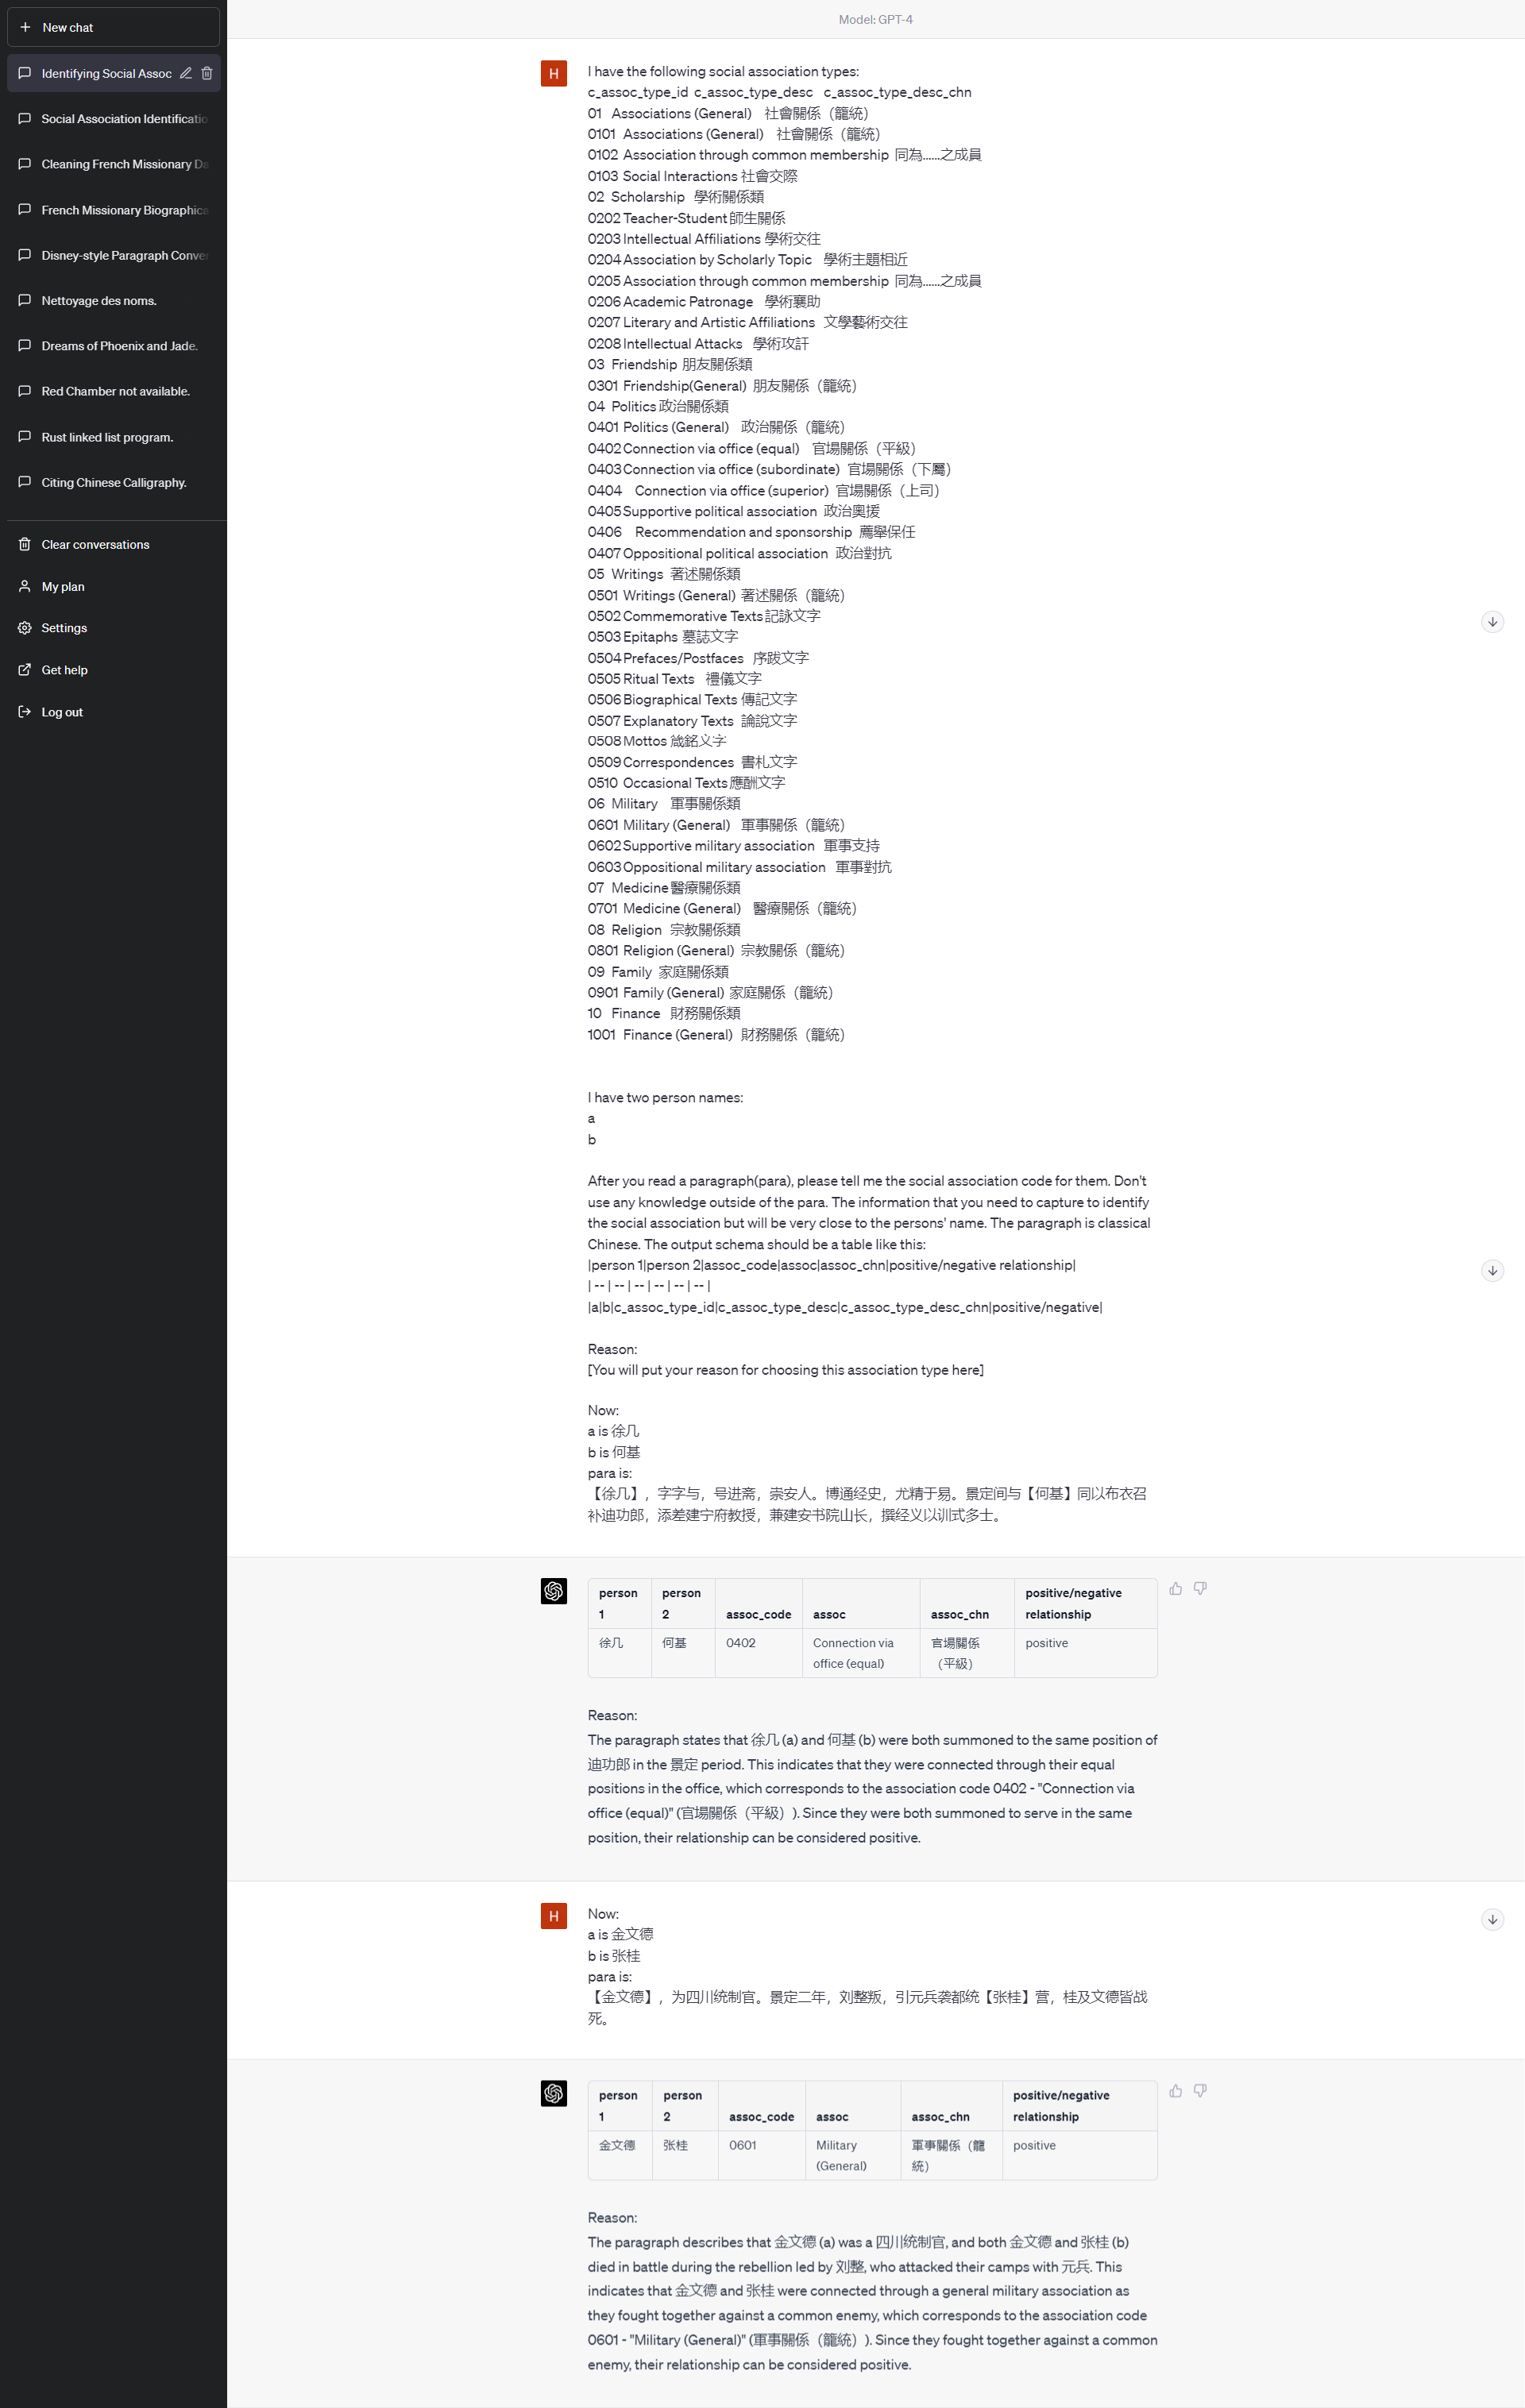 New chat
Identifying Social Assoc
Social Association Identificatio
Cleaning French Missionary Da
French Missionary Biographica
Disney-style Paragraph Conver
Nettoyage des noms.
Dreams of Phoenix and Jade.
Red Chamber not available.
Rust linked list program.
Citing Chinese Calligraphy.
Clear conversations
My plan
Settings
Get help
Log out
Model: GPT-4
H
I have the following social association types:
c_assoc_type_id c_assoc_type_desc c_assoc_type_desc_chn
01 Associations (General) 社會關係（籠統）
0101 Associations (General) 社會關係（籠統）
0102 Association through common membership 同為……之成員
0103 Social Interactions 社會交際
02 Scholarship 學術關係類
0202 Teacher-Student 師生關係
0203 Intellectual Affiliations 學術交往
0204 Association by Scholarly Topic 學術主題相近
0205 Association through common membership 同為……之成員
0206 Academic Patronage 學術襄助
0207 Literary and Artistic Affiliations 文學藝術交往
0208 Intellectual Attacks 學術攻訐
03 Friendship 朋友關係類
0301 Friendship(General) 朋友關係（籠統）
04 Politics 政治關係類
0401 Politics (General) 政治關係（籠統）
0402 Connection via office (equal) 官場關係（平級）
0403 Connection via office (subordinate) 官場關係（下屬）
0404 Connection via office (superior) 官場關係（上司）
0405 Supportive political association 政治奧援
0406 Recommendation and sponsorship 薦舉保任
0407 Oppositional political association 政治對抗
05 Writings 著述關係類
0501 Writings (General) 著述關係（籠統）
0502 Commemorative Texts 記詠文字
0503 Epitaphs 墓誌文字
0504 Prefaces/Postfaces 序跋文字
0505 Ritual Texts 禮儀文字
0506 Biographical Texts 傳記文字
0507 Explanatory Texts 論說文字
0508 Mottos 箴銘文字
0509 Correspondences 書札文字
0510 Occasional Texts 應酬文字
06 Military 軍事關係類
0601 Military (General) 軍事關係（籠統）
0602 Supportive military association 軍事支持
0603 Oppositional military association 軍事對抗
07 Medicine 醫療關係類
0701 Medicine (General) 醫療關係（籠統）
08 Religion 宗教關係類
0801 Religion (General) 宗教關係（籠統）
09 Family 家庭關係類
0901 Family (General) 家庭關係（籠統）
10 Finance 財務關係類
1001 Finance (General) 財務關係（籠統）
I have two person names:
a
b
After you read a paragraph(para), please tell me the social association code for them. Don't
use any knowledge outside of the para. The information that you need to capture to identify
the social association but will be very close to the persons' name. The paragraph is classical
Chinese. The output schema should be a table like this:
|person 1|person 2|assoc_code|assoc|assoc_chn|positive/negative relationship|
| -- | -- | -- | -- | -- | -- |
|a|b|c_assoc_type_id|c_assoc_type_desc|c_assoc_type_desc_chn|positive/negative|
Reason:
[You will put your reason for choosing this association type here]
Now:
a is 徐几
b is 何基
para is:
【徐几】，字字与，号进斋，崇安人。博通经史，尤精于易。景定间与【何基】同以布衣召
补迪功郎，添差建宁府教授，兼建安书院山长，撰经义以训式多士。
person 1 person 2 assoc_code assoc assoc_chn positive/negative relationship
徐几 何基 0402 Connection via office (equal) 官場關係（平級） positive
Reason:
The paragraph states that 徐几 (a) and 何基 (b) were both summoned to the same position of
迪功郎 in the 景定 period. This indicates that they were connected through their equal
positions in the office, which corresponds to the association code 0402 - "Connection via
office (equal)" (官場關係（平級）). Since they were both summoned to serve in the same
position, their relationship can be considered positive.
H
Now:
a is 金文德
b is 张桂
para is:
【金文德】，为四川统制官。景定二年，刘整叛，引元兵袭都统【张桂】营，桂及文德皆战
死。
person 1 person 2 assoc_code assoc assoc_chn positive/negative relationship
金文德 张桂 0601 Military (General) 軍事關係（籠統） positive
Reason:
The paragraph describes that 金文德 (a) was a 四川统制官, and both 金文德 and 张桂 (b)
died in battle during the rebellion led by 刘整, who attacked their camps with 元兵. This
indicates that 金文德 and 张桂 were connected through a general military association as
they fought together against a common enemy, which corresponds to the association code
0601 - "Military (General)" (軍事關係（籠統）). Since they fought together against a common
enemy, their relationship can be considered positive.